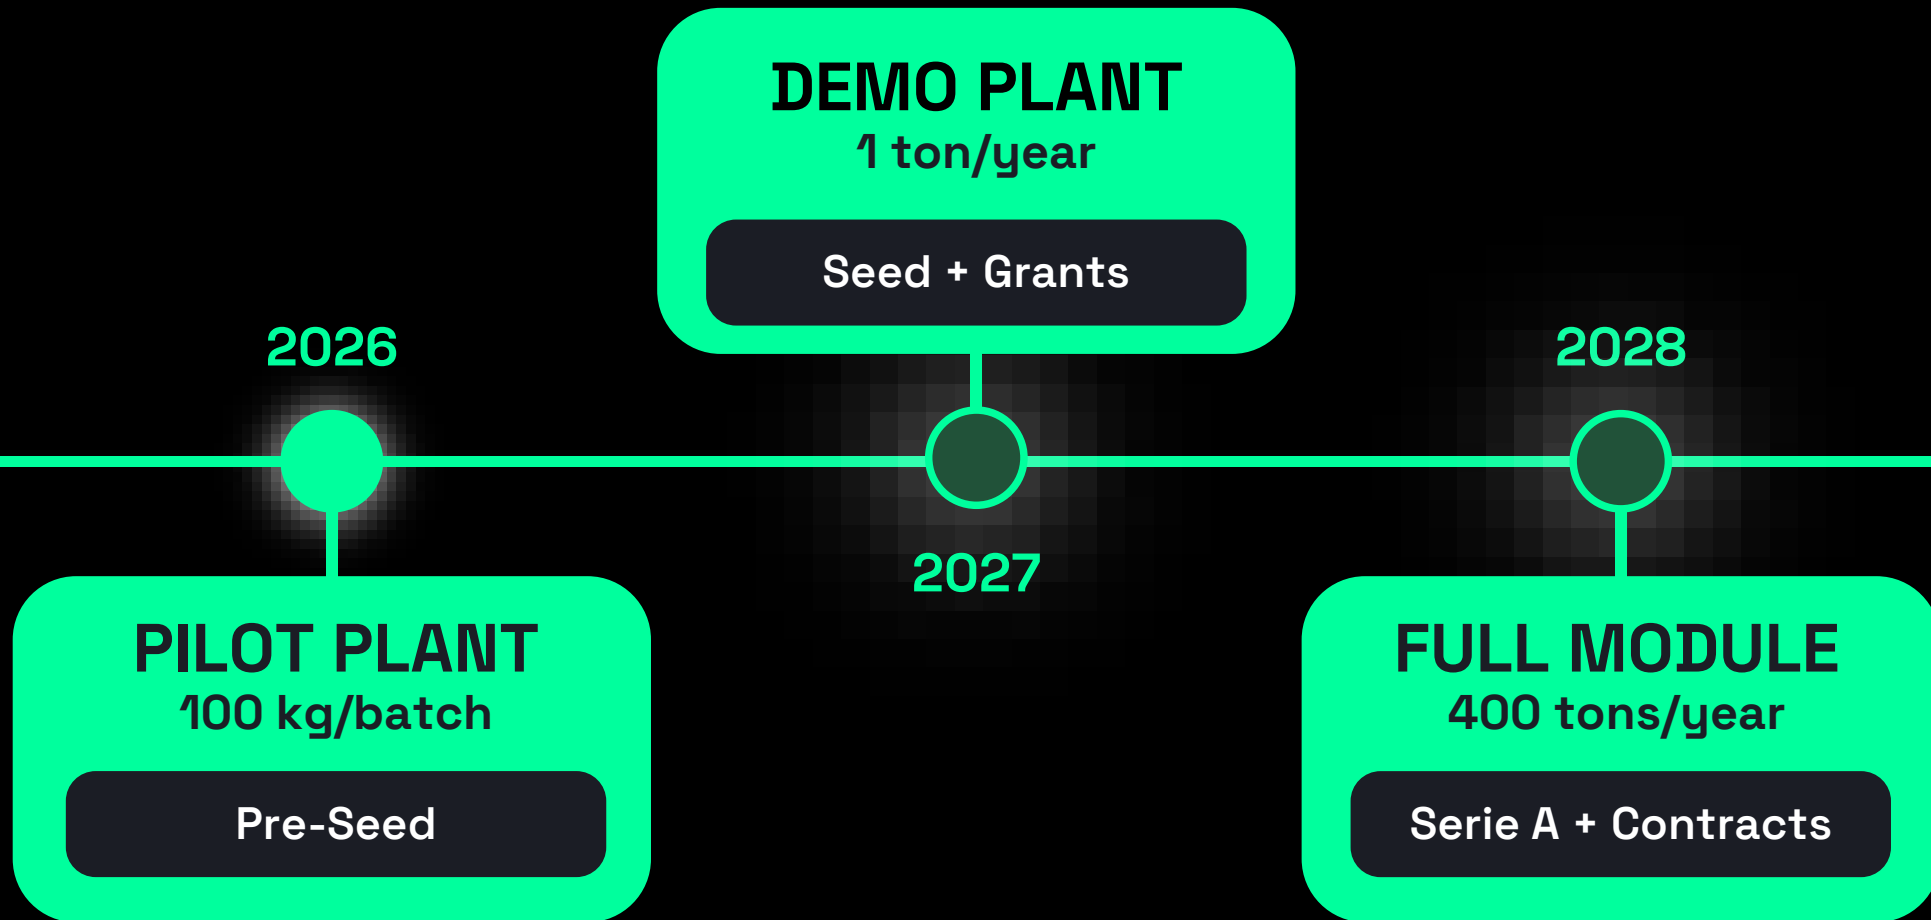 2026
PILOT PLANT
100 kg/batch
Pre-Seed
DEMO PLANT
1 ton/year
Seed + Grants
2027
2028
FULL MODULE
400 tons/year
Serie A + Contracts